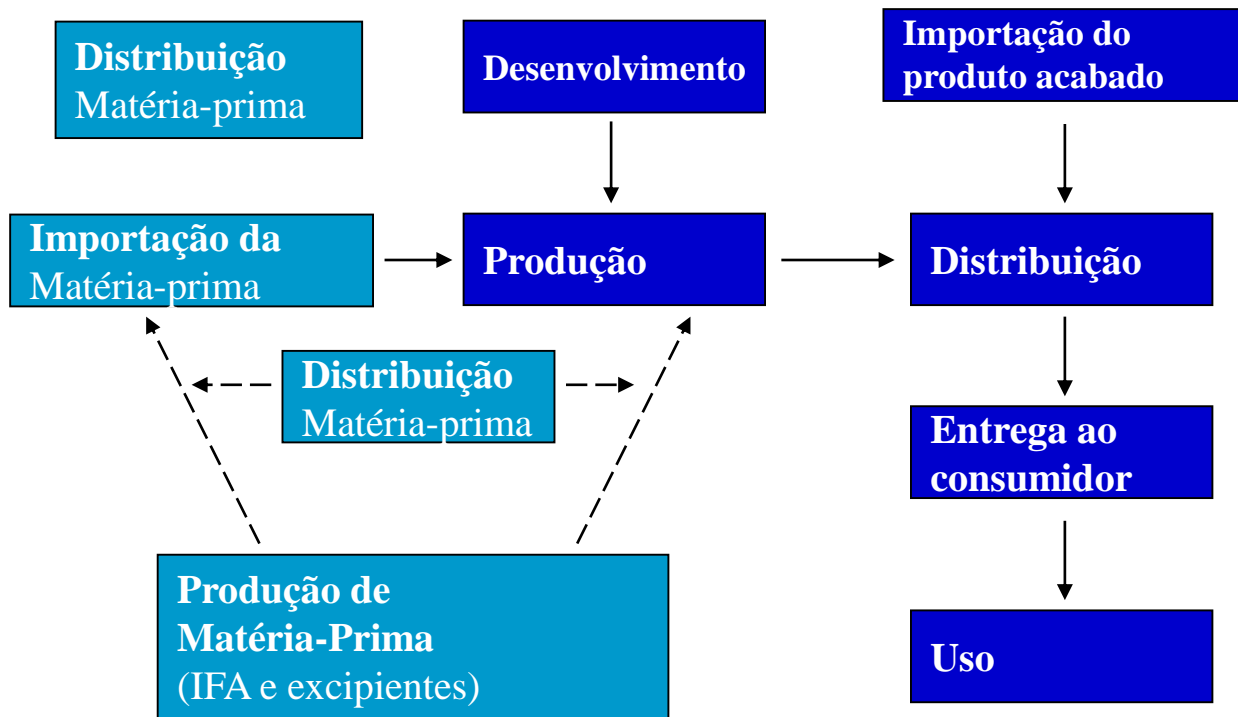 Distribuição
Matéria-prima
Desenvolvimento
Importação do
produto acabado
Importação da
Matéria-prima
Produção
Distribuição
Distribuição
Matéria-prima
Entrega ao
consumidor
Produção de
Matéria-Prima
(IFA e excipientes)
Uso